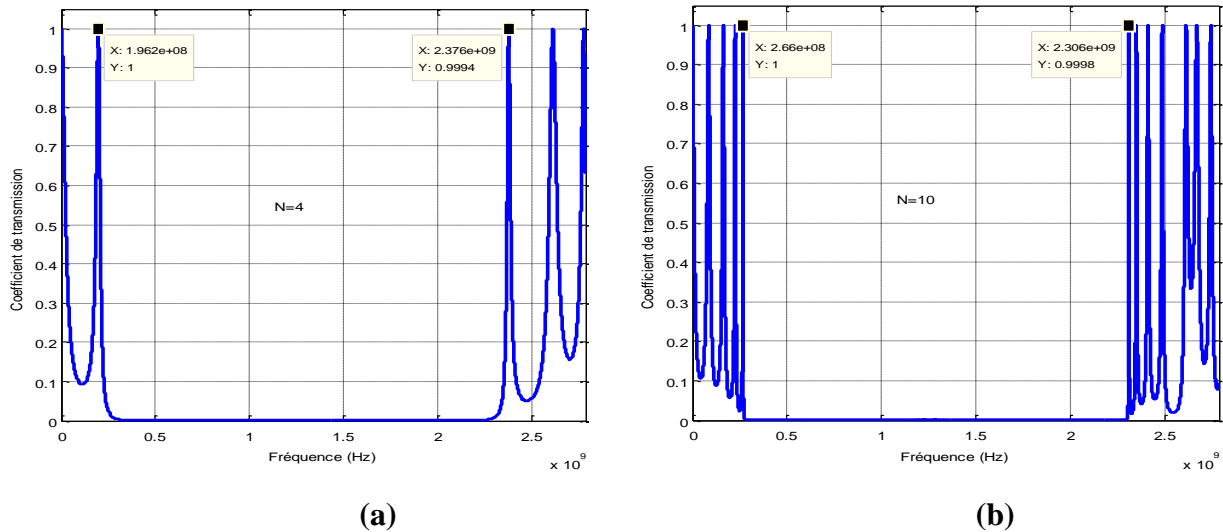 1
0.9
0.8
0.7
0.6
0.5
0.4
0.3
0.2
0.1
0
Coefficient de transmission
X: 1.962e+08
Y: 1
X: 2.376e+09
Y: 0.9994
N=4
0 0.5 1 1.5 2 2.5
x 10^9
Fréquence (Hz)
(a)
1
0.9
0.8
0.7
0.6
0.5
0.4
0.3
0.2
0.1
0
Coefficient de transmission
X: 2.66e+08
Y: 1
X: 2.306e+09
Y: 0.9998
N=10
0 0.5 1 1.5 2 2.5
x 10^9
Fréquence (Hz)
(b)